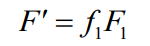 F′ = f₁F₁